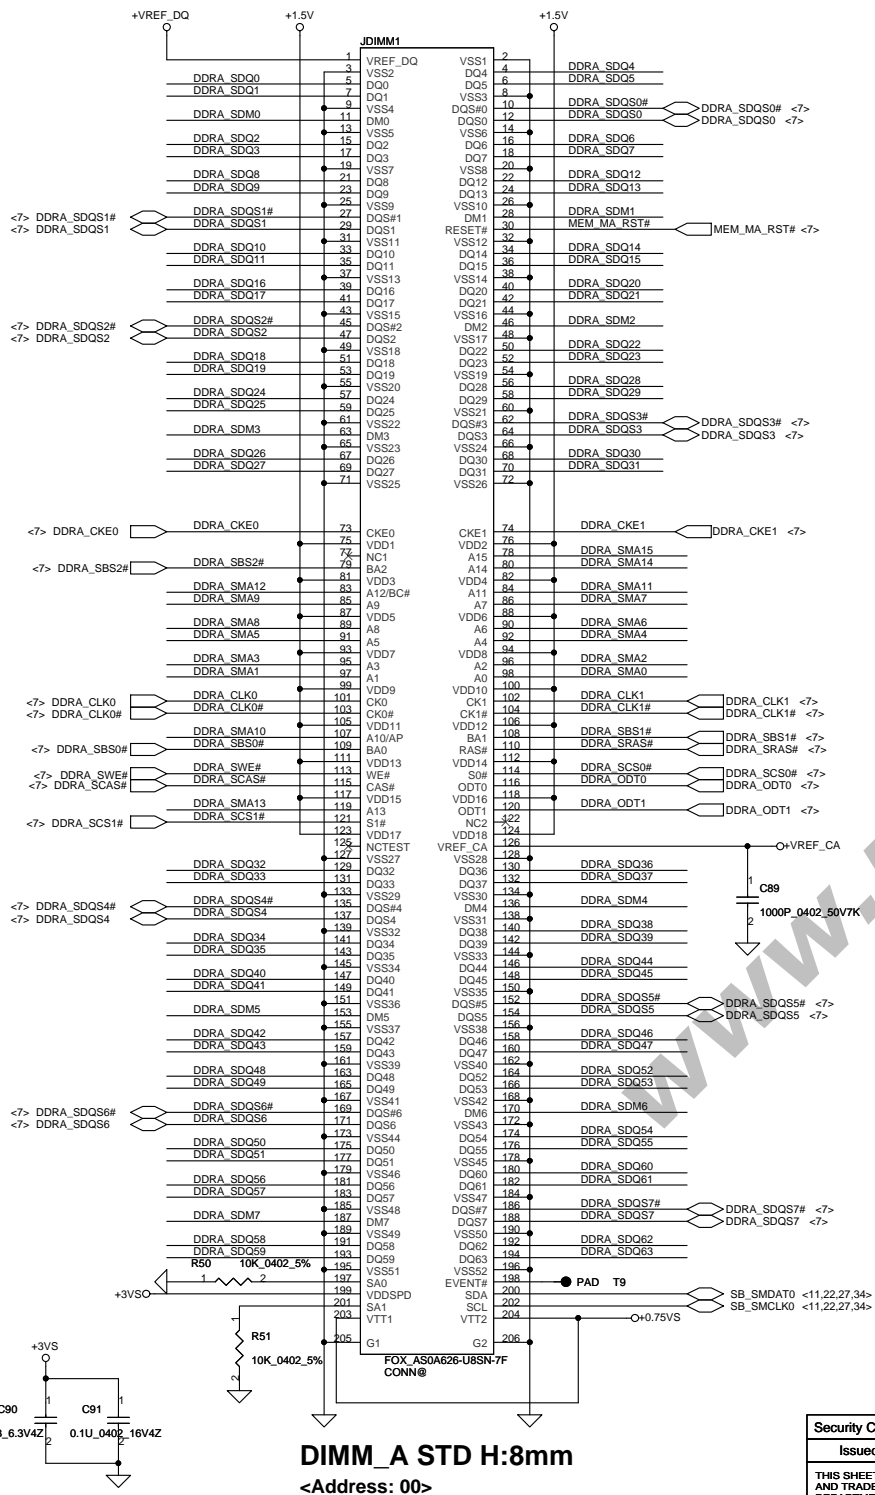 +VREF_DQ +1.5V +1.5V
JDIMM1
1 VREF_DQ VSS1 2
3 VSS2 DQ4 4 DDRA_SDQ4
DDRA_SDQ0 5 DQ0 DQ5 6 DDRA_SDQ5
DDRA_SDQ1 7 DQ1 VSS3 8
9 VSS4 DQS#0 10 DDRA_SDQS0# DDRA_SDQS0# <7>
DDRA_SDM0 11 DM0 DQS0 12 DDRA_SDQS0 DDRA_SDQS0 <7>
13 VSS5 VSS6 14
DDRA_SDQ2 15 DQ2 DQ6 16 DDRA_SDQ6
DDRA_SDQ3 17 DQ3 DQ7 18 DDRA_SDQ7
19 VSS7 VSS8 20
DDRA_SDQ8 21 DQ8 DQ12 22 DDRA_SDQ12
DDRA_SDQ9 23 DQ9 DQ13 24 DDRA_SDQ13
25 VSS9 VSS10 26
<7> DDRA_SDQS1# DDRA_SDQS1# 27 DQS#1 DM1 28 DDRA_SDM1
<7> DDRA_SDQS1 DDRA_SDQS1 29 DQS1 RESET# 30 MEM_MA_RST# MEM_MA_RST# <7>
31 VSS11 VSS12 32
DDRA_SDQ10 33 DQ10 DQ14 34 DDRA_SDQ14
DDRA_SDQ11 35 DQ11 DQ15 36 DDRA_SDQ15
37 VSS13 VSS14 38
DDRA_SDQ16 39 DQ16 DQ20 40 DDRA_SDQ20
DDRA_SDQ17 41 DQ17 DQ21 42 DDRA_SDQ21
43 VSS15 VSS16 44
<7> DDRA_SDQS2# DDRA_SDQS2# 45 DQS#2 DM2 46 DDRA_SDM2
<7> DDRA_SDQS2 DDRA_SDQS2 47 DQS2 VSS17 48
49 VSS18 DQ22 50 DDRA_SDQ22
DDRA_SDQ18 51 DQ18 DQ23 52 DDRA_SDQ23
DDRA_SDQ19 53 DQ19 VSS19 54
55 VSS20 DQ28 56 DDRA_SDQ28
DDRA_SDQ24 57 DQ24 DQ29 58 DDRA_SDQ29
DDRA_SDQ25 59 DQ25 VSS21 60
61 VSS22 DQS#3 62 DDRA_SDQS3# DDRA_SDQS3# <7>
DDRA_SDM3 63 DM3 DQS3 64 DDRA_SDQS3 DDRA_SDQS3 <7>
65 VSS23 VSS24 66
DDRA_SDQ26 67 DQ26 DQ30 68 DDRA_SDQ30
DDRA_SDQ27 69 DQ27 DQ31 70 DDRA_SDQ31
71 VSS25 VSS26 72
<7> DDRA_CKE0 DDRA_CKE0 73 CKE0 CKE1 74 DDRA_CKE1 DDRA_CKE1 <7>
75 VDD1 VDD2 76
77 NC1 A15 78 DDRA_SMA15
<7> DDRA_SBS2# DDRA_SBS2# 79 BA2 A14 80 DDRA_SMA14
81 VDD3 VDD4 82
DDRA_SMA12 83 A12/BC# A11 84 DDRA_SMA11
DDRA_SMA9 85 A9 A7 86 DDRA_SMA7
87 VDD5 VDD6 88
DDRA_SMA8 89 A8 A6 90 DDRA_SMA6
DDRA_SMA5 91 A5 A4 92 DDRA_SMA4
93 VDD7 VDD8 94
DDRA_SMA3 95 A3 A2 96 DDRA_SMA2
DDRA_SMA1 97 A1 A0 98 DDRA_SMA0
99 VDD9 VDD10 100
<7> DDRA_CLK0 DDRA_CLK0 101 CK0 CK1 102 DDRA_CLK1 DDRA_CLK1 <7>
<7> DDRA_CLK0# DDRA_CLK0# 103 CK0# CK1# 104 DDRA_CLK1# DDRA_CLK1# <7>
105 VDD11 VDD12 106
DDRA_SMA10 107 A10/AP BA1 108 DDRA_SBS1# DDRA_SBS1# <7>
<7> DDRA_SBS0# DDRA_SBS0# 109 BA0 RAS# 110 DDRA_SRAS# DDRA_SRAS# <7>
111 VDD13 VDD14 112
<7> DDRA_SWE# DDRA_SWE# 113 WE# S0# 114 DDRA_SCS0# DDRA_SCS0# <7>
<7> DDRA_SCAS# DDRA_SCAS# 115 CAS# ODT0 116 DDRA_ODT0 DDRA_ODT0 <7>
117 VDD15 VDD16 118
DDRA_SMA13 119 A13 ODT1 120 DDRA_ODT1 DDRA_ODT1 <7>
<7> DDRA_SCS1# DDRA_SCS1# 121 S1# NC2 122
123 VDD17 VDD18 124
125 NCTEST VREF_CA 126 +VREF_CA
127 VSS27 VSS28 128
DDRA_SDQ32 129 DQ32 DQ36 130 DDRA_SDQ36
DDRA_SDQ33 131 DQ33 DQ37 132 DDRA_SDQ37
1 C89
133 VSS29 VSS30 134
<7> DDRA_SDQS4# DDRA_SDQS4# 135 DQS#4 DM4 136 DDRA_SDM4
<7> DDRA_SDQS4 DDRA_SDQS4 137 DQS4 VSS31 138
1000P_0402_50V7K 2
139 VSS32 DQ38 140 DDRA_SDQ38
DDRA_SDQ34 141 DQ34 DQ39 142 DDRA_SDQ39
DDRA_SDQ35 143 DQ35 VSS33 144
145 VSS34 DQ44 146 DDRA_SDQ44
DDRA_SDQ40 147 DQ40 DQ45 148 DDRA_SDQ45
DDRA_SDQ41 149 DQ41 VSS35 150
151 VSS36 DQS#5 152 DDRA_SDQS5# DDRA_SDQS5# <7>
DDRA_SDM5 153 DM5 DQS5 154 DDRA_SDQS5 DDRA_SDQS5 <7>
155 VSS37 VSS38 156
DDRA_SDQ42 157 DQ42 DQ46 158 DDRA_SDQ46
DDRA_SDQ43 159 DQ43 DQ47 160 DDRA_SDQ47
161 VSS39 VSS40 162
DDRA_SDQ48 163 DQ48 DQ52 164 DDRA_SDQ52
DDRA_SDQ49 165 DQ49 DQ53 166 DDRA_SDQ53
167 VSS41 VSS42 168
<7> DDRA_SDQS6# DDRA_SDQS6# 169 DQS#6 DM6 170 DDRA_SDM6
<7> DDRA_SDQS6 DDRA_SDQS6 171 DQS6 VSS43 172
173 VSS44 DQ54 174 DDRA_SDQ54
DDRA_SDQ50 175 DQ50 DQ55 176 DDRA_SDQ55
DDRA_SDQ51 177 DQ51 VSS45 178
179 VSS46 DQ60 180 DDRA_SDQ60
DDRA_SDQ56 181 DQ56 DQ61 182 DDRA_SDQ61
DDRA_SDQ57 183 DQ57 VSS47 184
185 VSS48 DQS#7 186 DDRA_SDQS7# DDRA_SDQS7# <7>
DDRA_SDM7 187 DM7 DQS7 188 DDRA_SDQS7 DDRA_SDQS7 <7>
189 VSS49 VSS50 190
DDRA_SDQ58 191 DQ58 DQ62 192 DDRA_SDQ62
DDRA_SDQ59 193 DQ59 DQ63 194 DDRA_SDQ63
R50 10K_0402_5% 195 VSS51 VSS52 196
1 2 197 SA0 EVENT# 198 PAD T9
+3VS 199 VDDSPD SDA 200 SB_SMDAT0 <11,22,27,34>
201 SA1 SCL 202 SB_SMCLK0 <11,22,27,34>
203 VTT1 VTT2 204 +0.75VS
1 R51
205 G1 G2 206
10K_0402_5% 2
FOX_AS0A626-U8SN-7F
CONN@
+3VS
1 1
C90 C91
_6.3V4Z 0.1U_0402_16V4Z
2 2
DIMM_A STD H:8mm
<Address: 00>
www.
Security C
Issued
THIS SHEET
AND TRADE